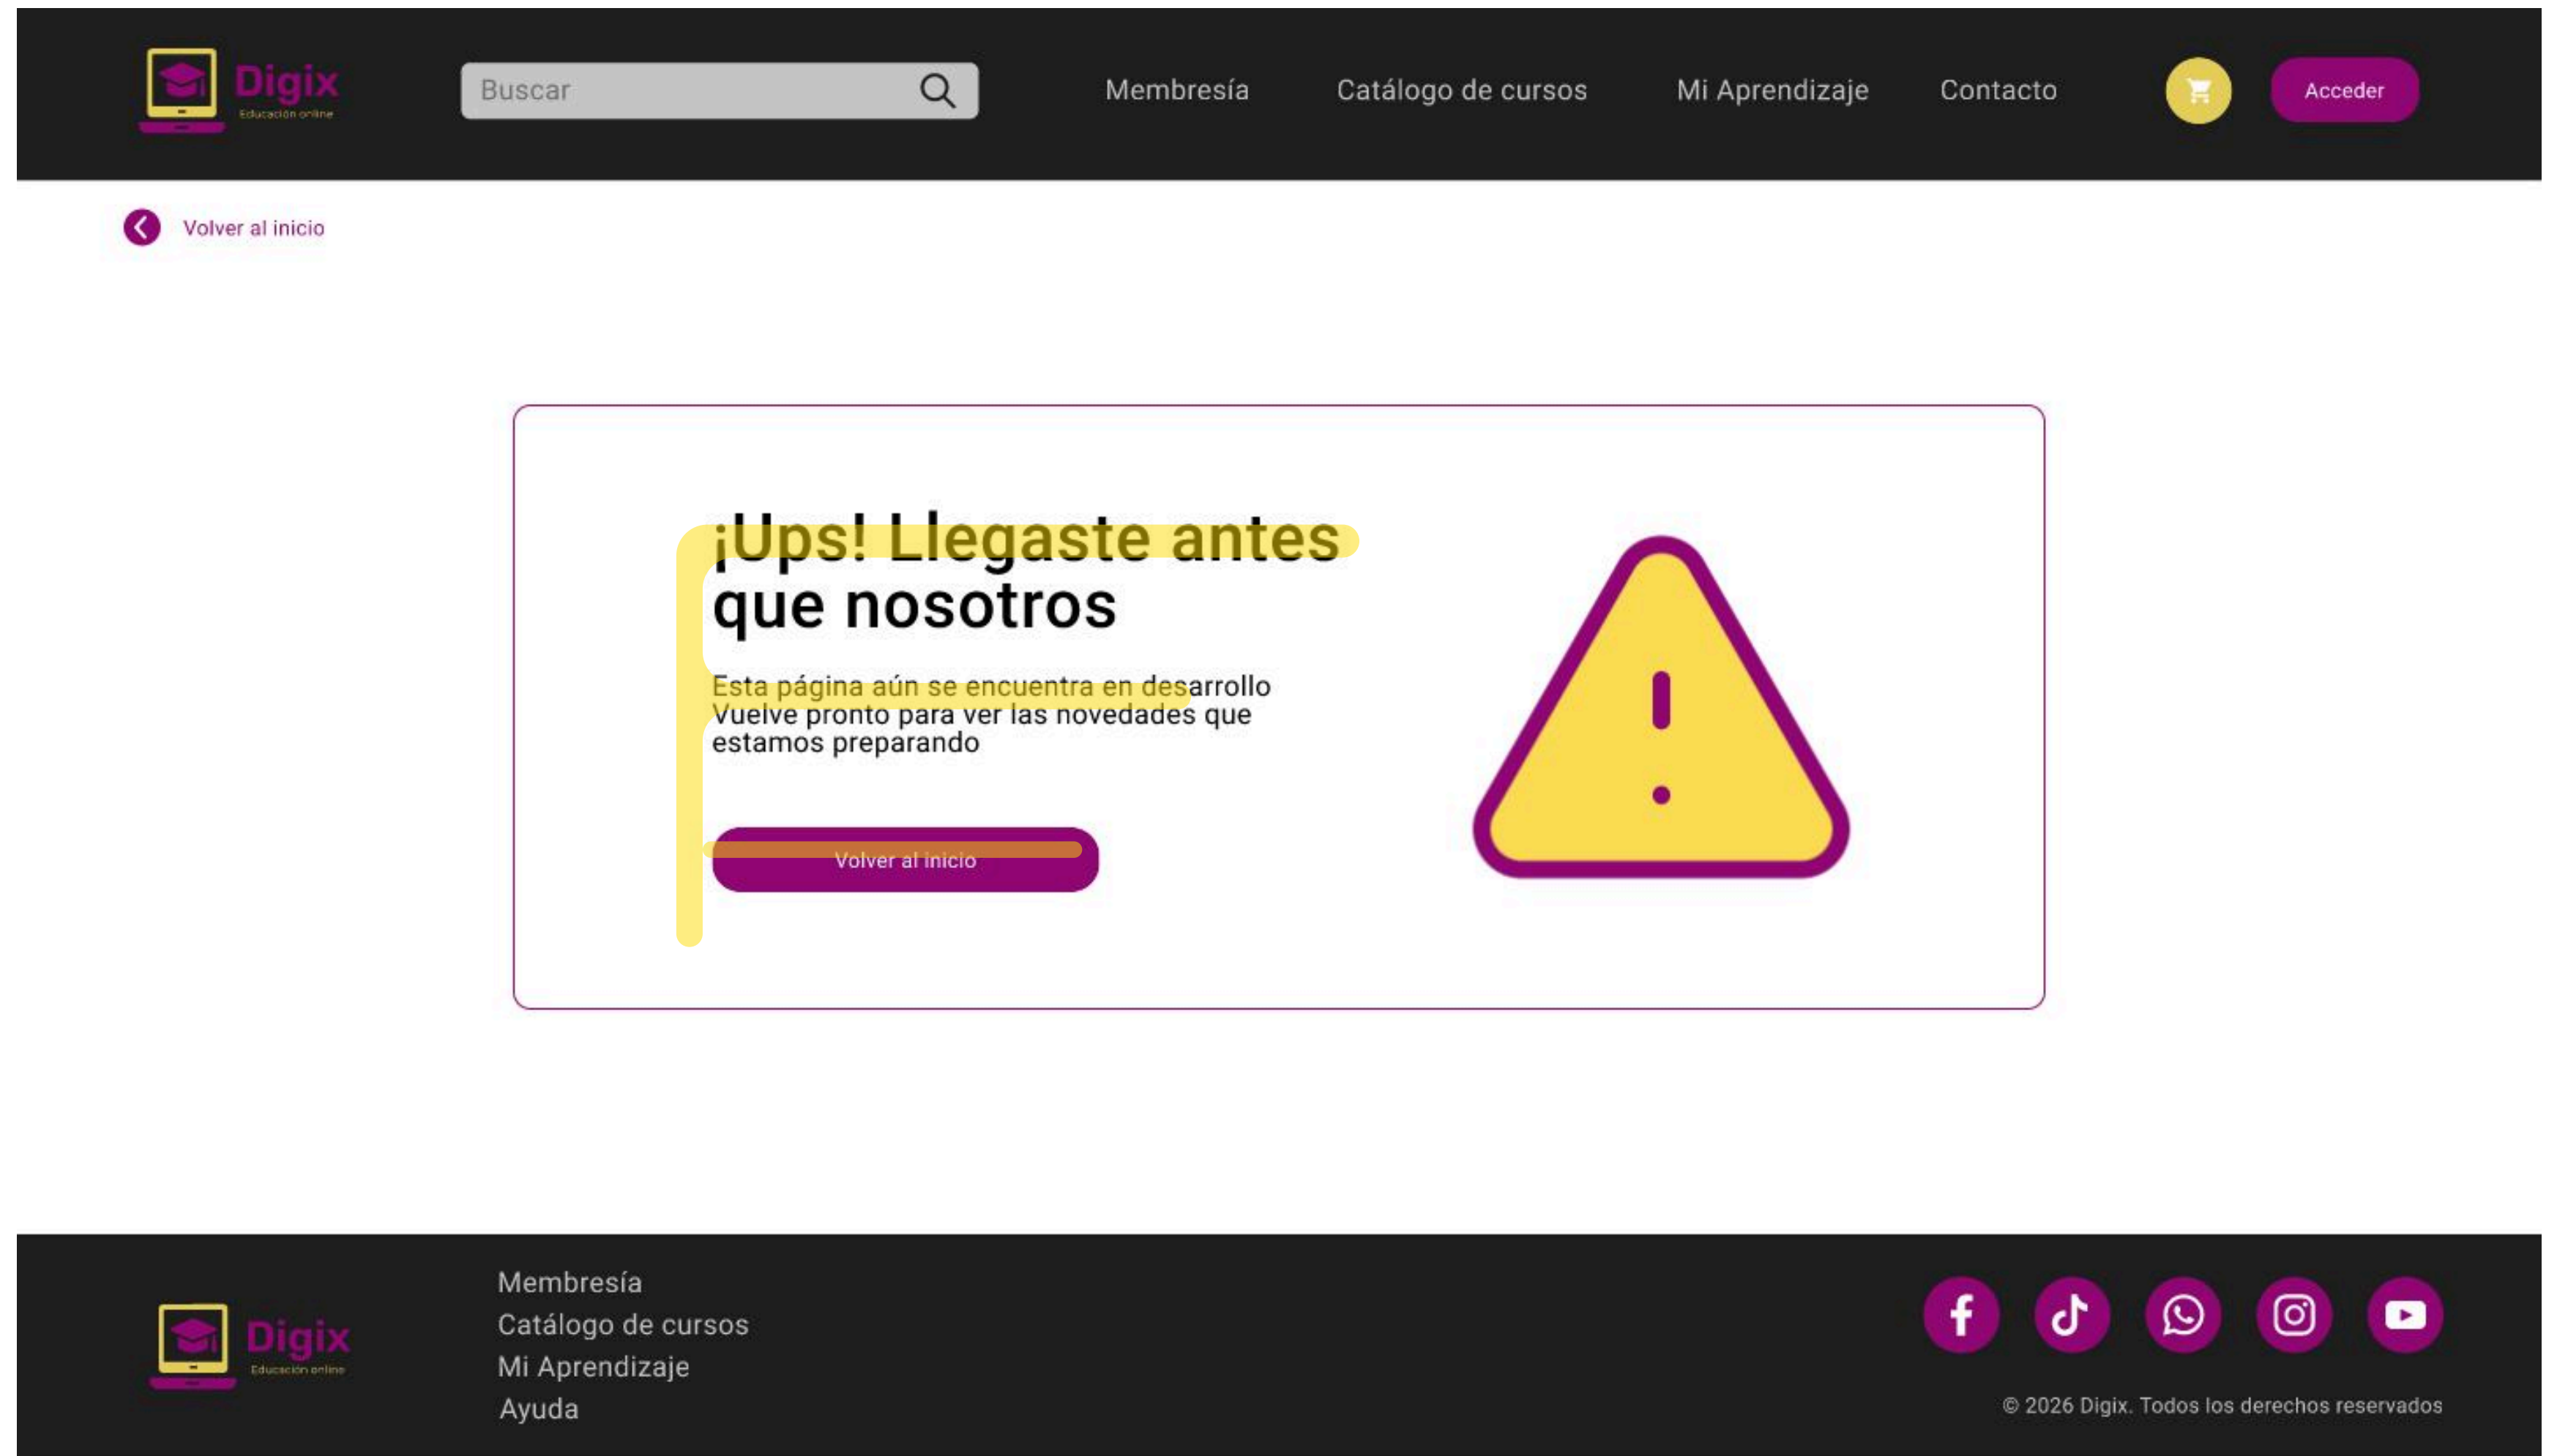 Digix
Educación online
Buscar
Membresía
Catálogo de cursos
Mi Aprendizaje
Contacto
Acceder
Volver al inicio
¡Ups! Llegaste antes
que nosotros
Esta página aún se encuentra en desarrollo
Vuelve pronto para ver las novedades que
estamos preparando
Volver al inicio
Digix
Educación online
Membresía
Catálogo de cursos
Mi Aprendizaje
Ayuda
© 2026 Digix. Todos los derechos reservados